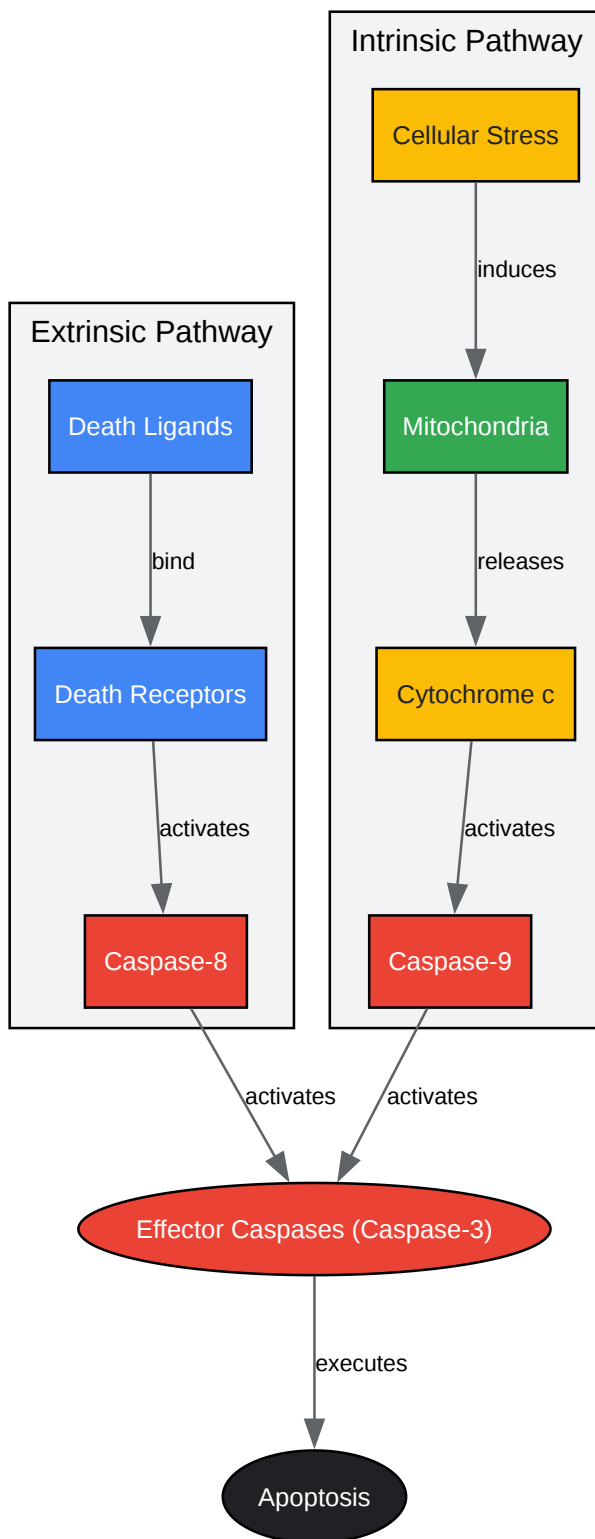 Intrinsic Pathway
Cellular Stress
induces
Extrinsic Pathway
Death Ligands
Mitochondria
bind
releases
Death Receptors
Cytochrome c
activates
activates
Caspase-8
Caspase-9
activates
activates
Effector Caspases (Caspase-3)
executes
Apoptosis